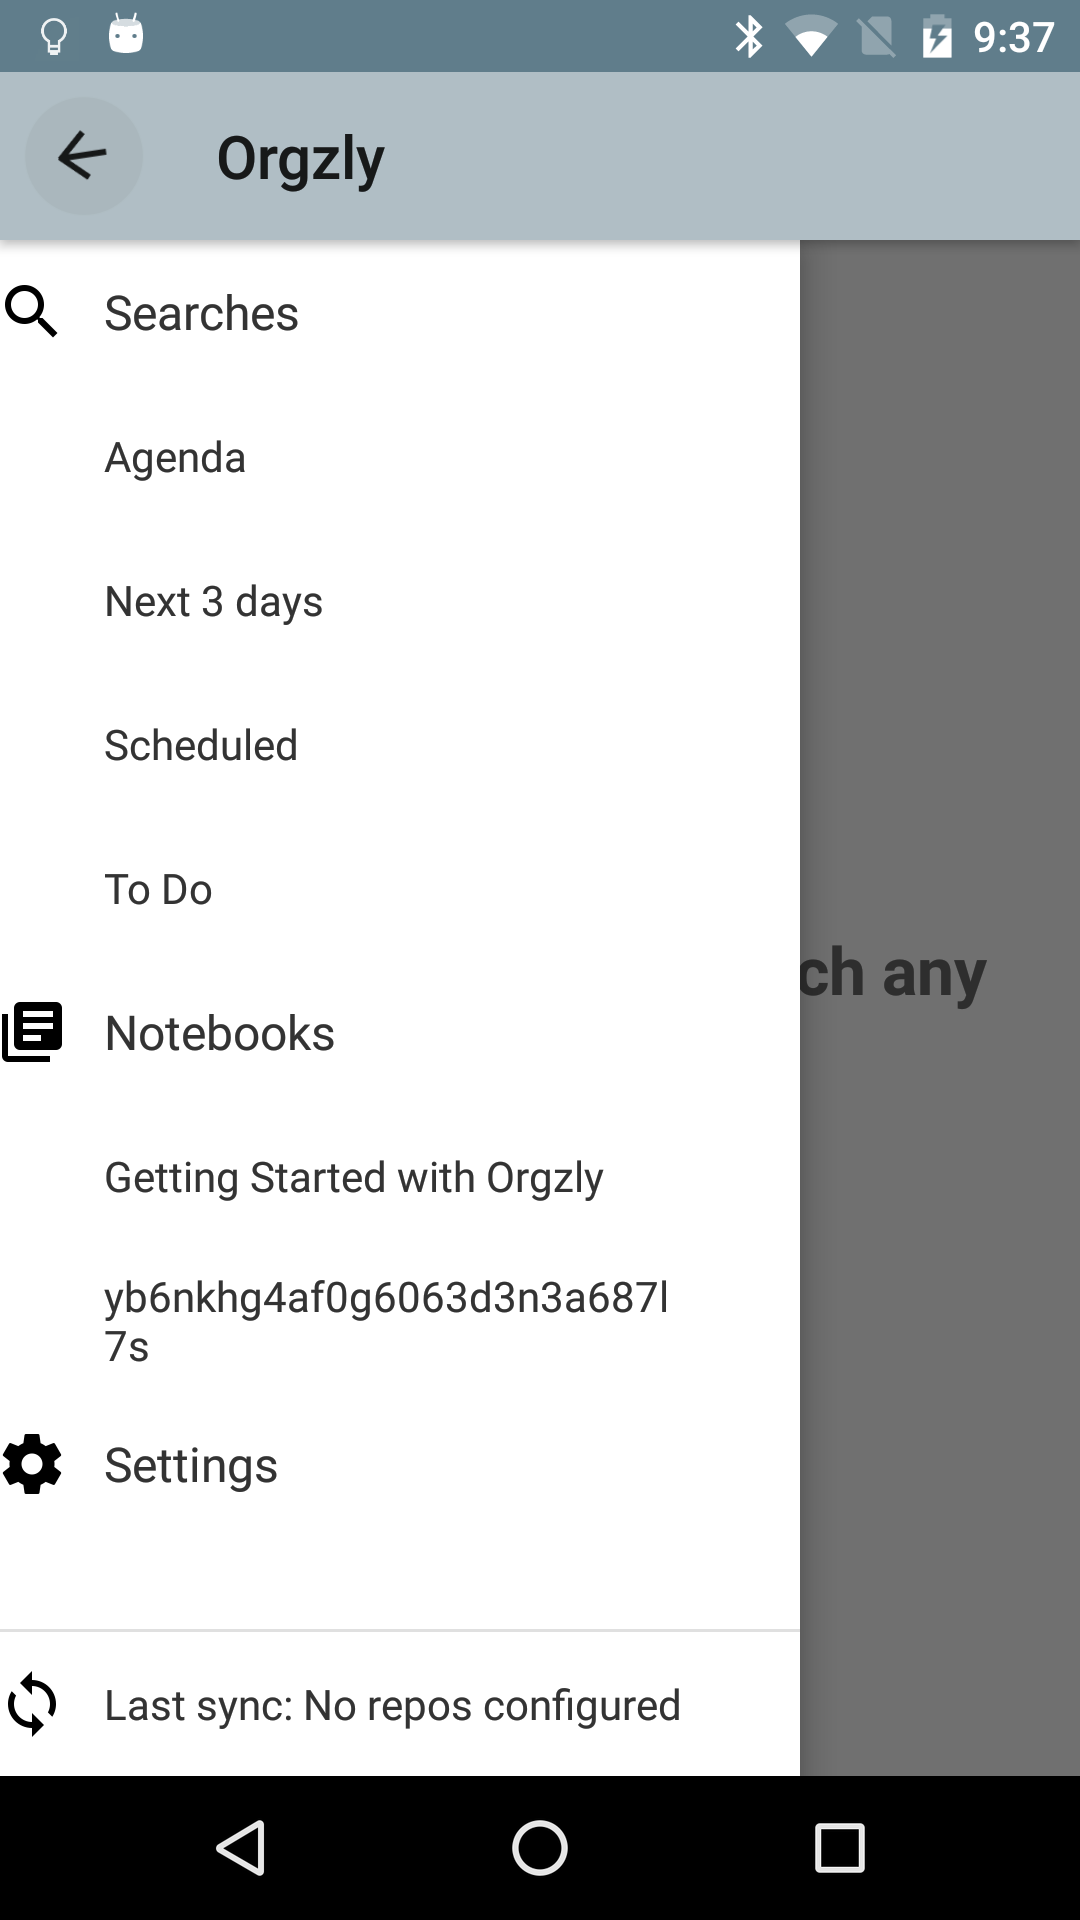 9:37
Orgzly
Searches
Agenda
Next 3 days
Scheduled
To Do
ch any
Notebooks
Getting Started with Orgzly
yb6nkhg4af0g6063d3n3a687l
7s
Settings
Last sync: No repos configured